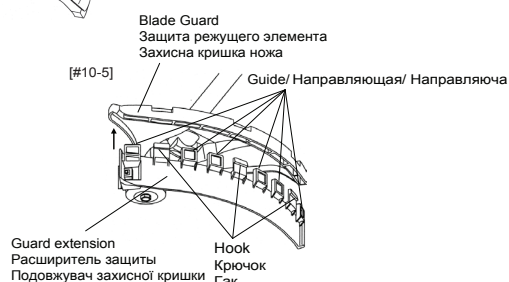 Blade Guard
Защита режущего элемента
Захисна кришка ножа
[#10-5]
Guide/ Направляющая/ Направляюча
Guard extension
Расширитель защиты
Подовжувач захисної кришки
Hook
Крючок
Гак